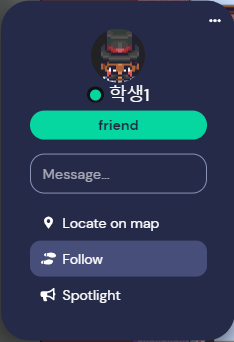 학생1
friend
Message...
Locate on map
Follow
Spotlight